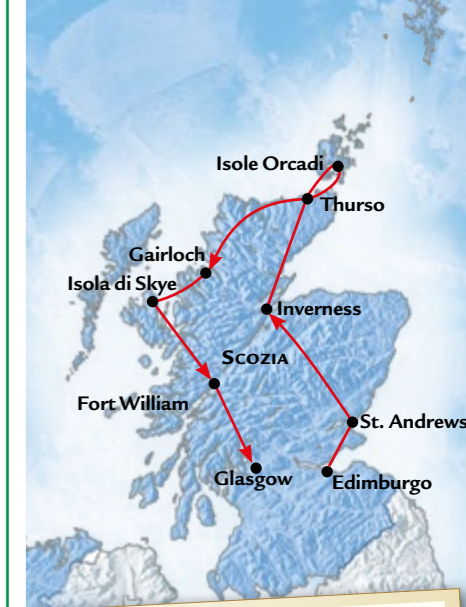 Isole Orcadi
Thurso
Gairloch
Isola di Skye
Inverness
Scozia
Fort William
St. Andrews
Glasgow
Edimburgo